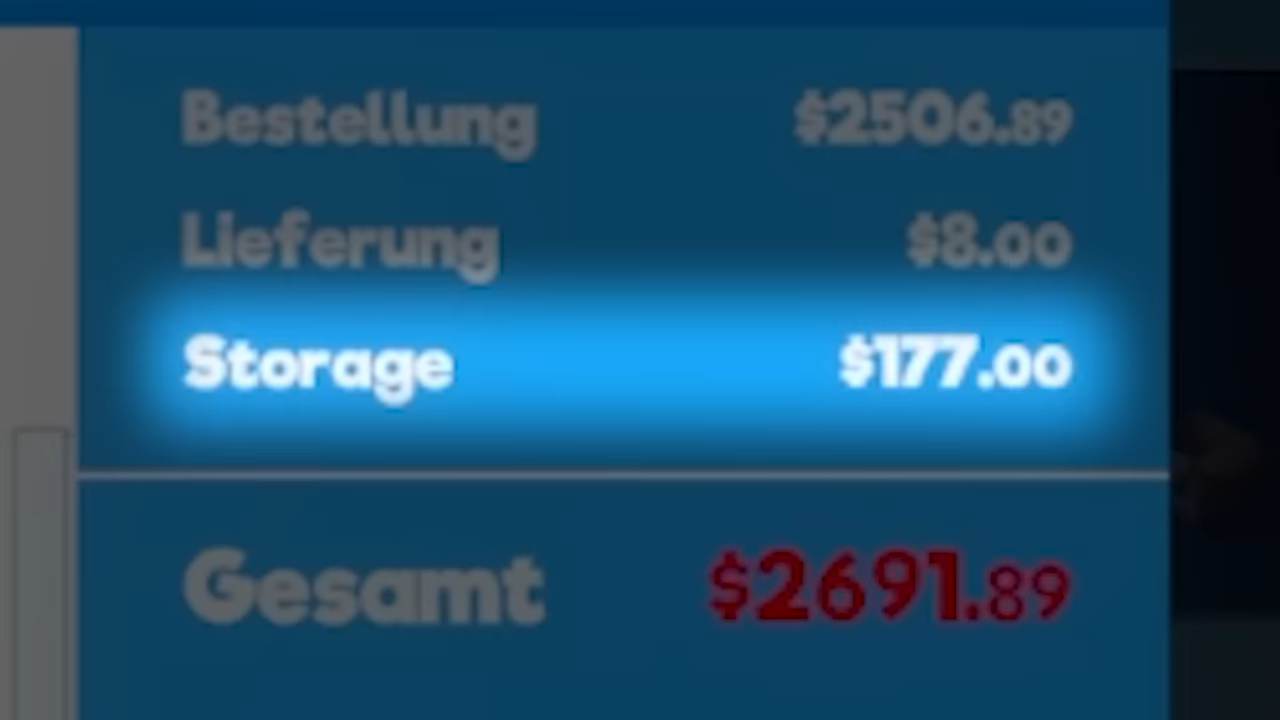 Bestellung $2506.89
Lieferung $8.00
Storage $177.00
Gesamt $2691.89